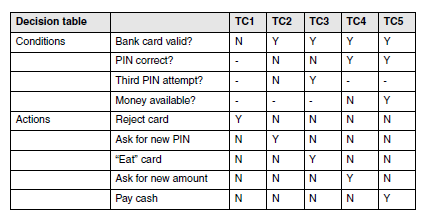 Decision table TC1 TC2 TC3 TC4 TC5
Conditions Bank card valid? N Y Y Y Y
PIN correct? - N N Y Y
Third PIN attempt? - N Y - -
Money available? - - - N Y
Actions Reject card Y N N N N
Ask for new PIN N Y N N N
“Eat” card N N Y N N
Ask for new amount N N N Y N
Pay cash N N N N Y